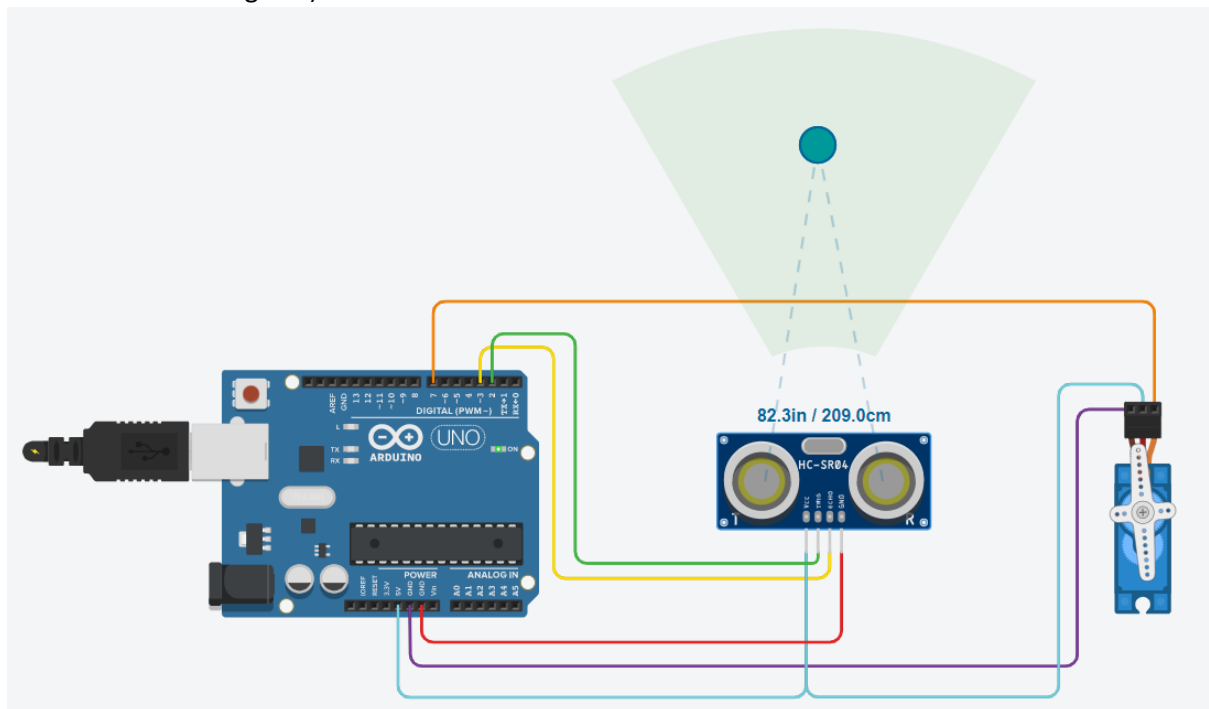 82.3in / 209.0cm
HC-SR04
VCC
TRIG
ECHO
GND
T
R
AREF
GND
13
12
~11
~10
~9
8
7
~6
~5
4
~3
2
TX→1
RX←0
DIGITAL (PWM~)
L
TX
RX
UNO
ON
ARDUINO
POWER
ANALOG IN
IOREF
RESET
3.3V
5V
GND
GND
Vin
A0
A1
A2
A3
A4
A5